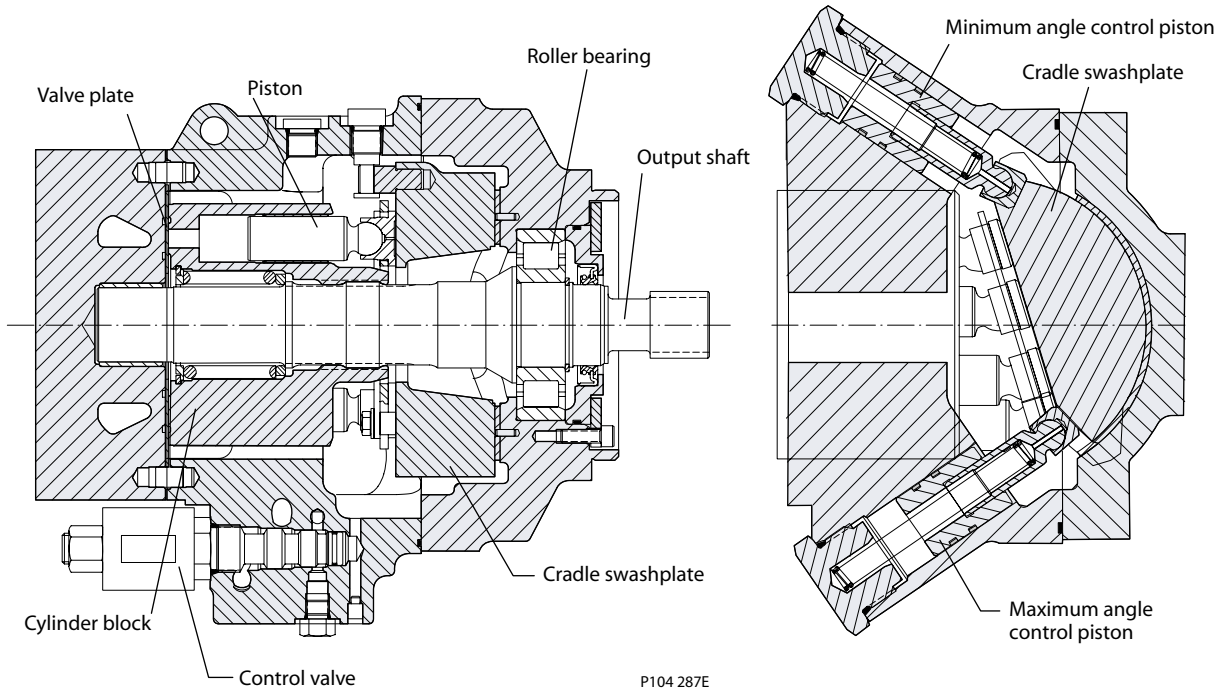 Minimum angle control piston
Roller bearing
Cradle swashplate
Piston
Valve plate
Output shaft
Cradle swashplate
Maximum angle
control piston
Cylinder block
Control valve
P104 287E